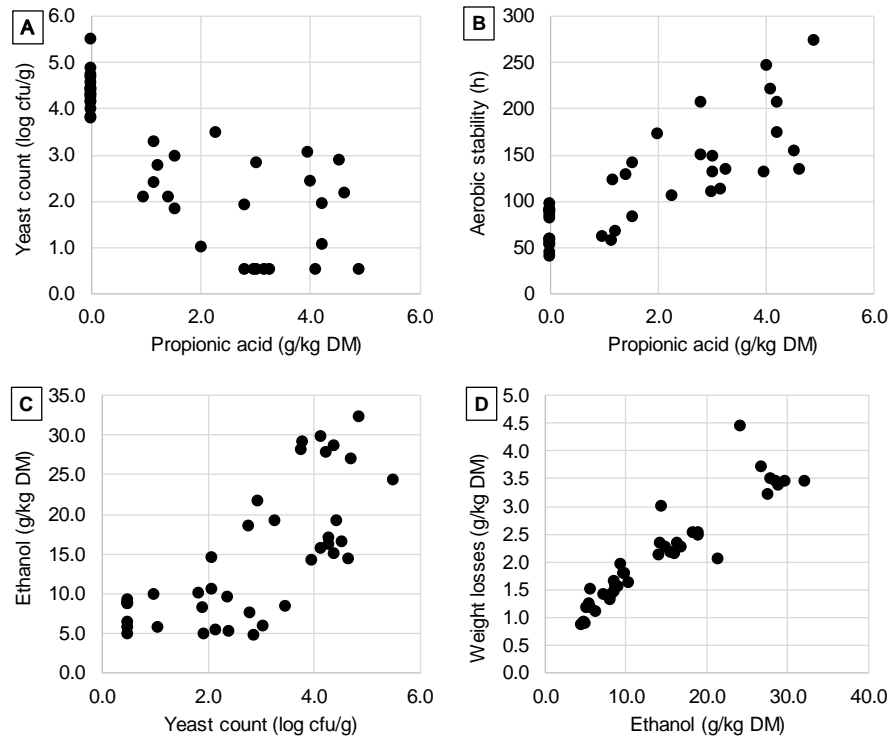 A
Yeast count (log cfu/g)
6.0
5.0
4.0
3.0
2.0
1.0
0.0
0.0 2.0 4.0 6.0
Propionic acid (g/kg DM)
B
Aerobic stability (h)
300
250
200
150
100
50
0
0.0 2.0 4.0 6.0
Propionic acid (g/kg DM)
C
Ethanol (g/kg DM)
35.0
30.0
25.0
20.0
15.0
10.0
5.0
0.0
0.0 2.0 4.0 6.0
Yeast count (log cfu/g)
D
Weight losses (g/kg DM)
5.0
4.5
4.0
3.5
3.0
2.5
2.0
1.5
1.0
0.5
0.0
0.0 10.0 20.0 30.0 40.0
Ethanol (g/kg DM)